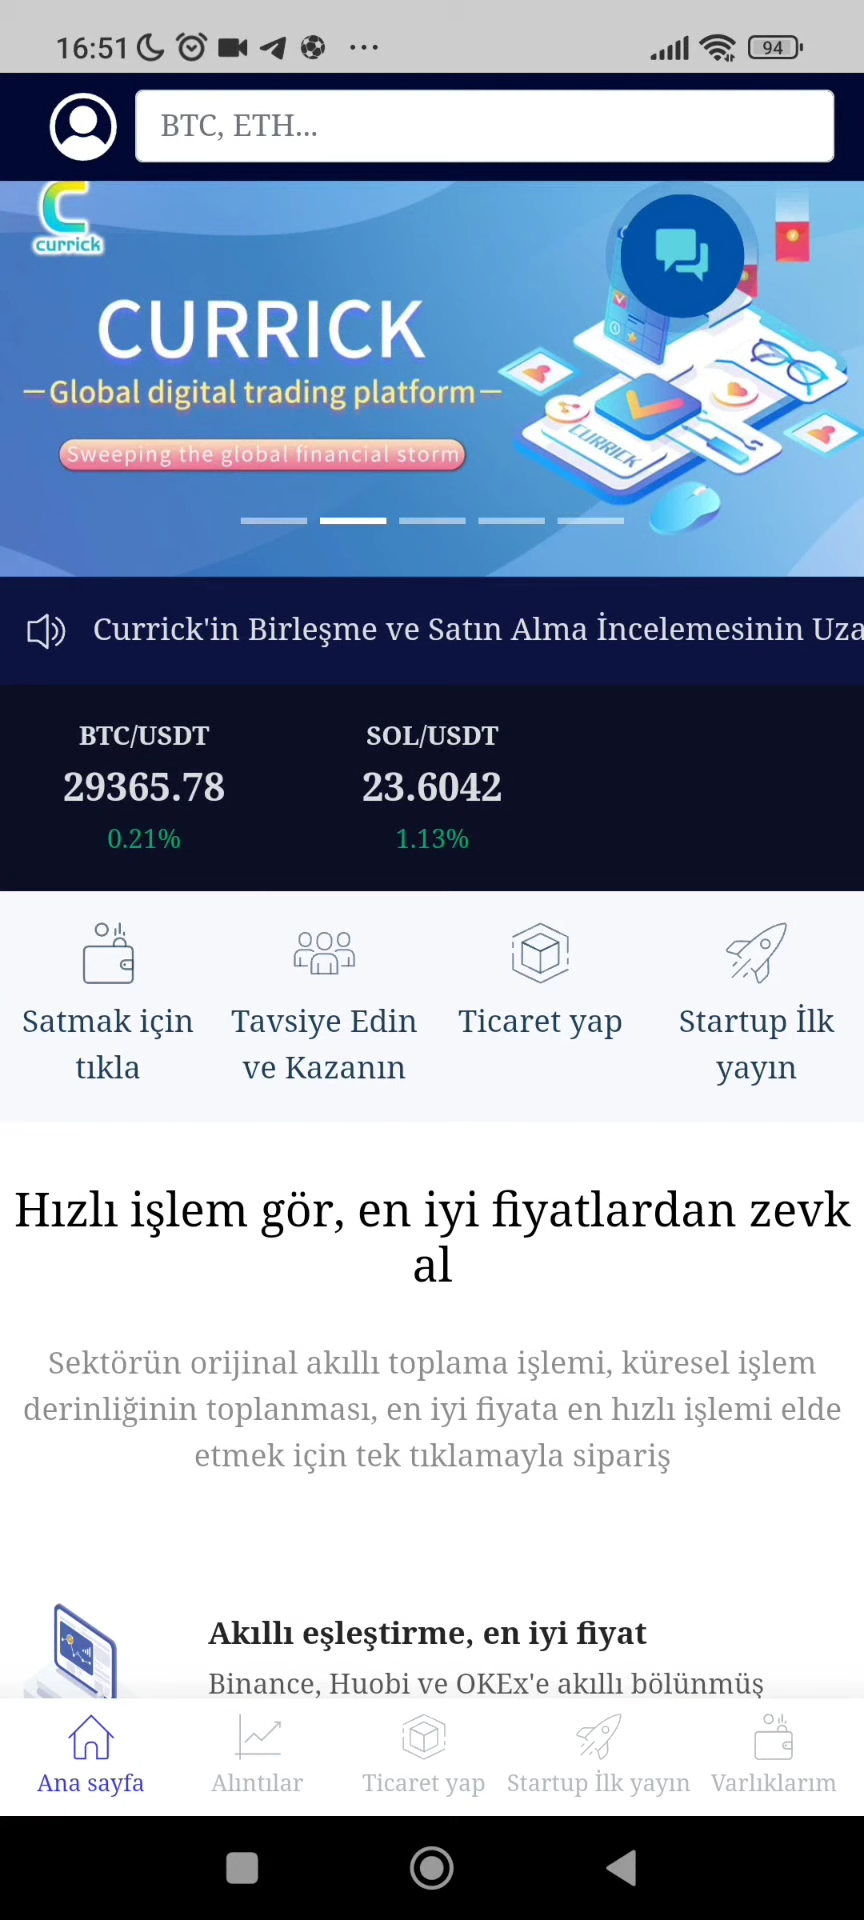 16:51
94
BTC, ETH...
currick
CURRICK
Global digital trading platform
Sweeping the global financial storm
CURRICK
Currick'in Birleşme ve Satın Alma İncelemesinin Uza
BTC/USDT SOL/USDT
29365.78 23.6042
0.21% 1.13%
Satmak için Tavsiye Edin Ticaret yap Startup İlk
tıkla ve Kazanın yayın
Hızlı işlem gör, en iyi fiyatlardan zevk
al
Sektörün orijinal akıllı toplama işlemi, küresel işlem
derinliğinin toplanması, en iyi fiyata en hızlı işlemi elde
etmek için tek tıklamayla sipariş
Akıllı eşleştirme, en iyi fiyat
Binance, Huobi ve OKEx'e akıllı bölünmüş
Ana sayfa Alıntılar Ticaret yap Startup İlk yayın Varlıklarım